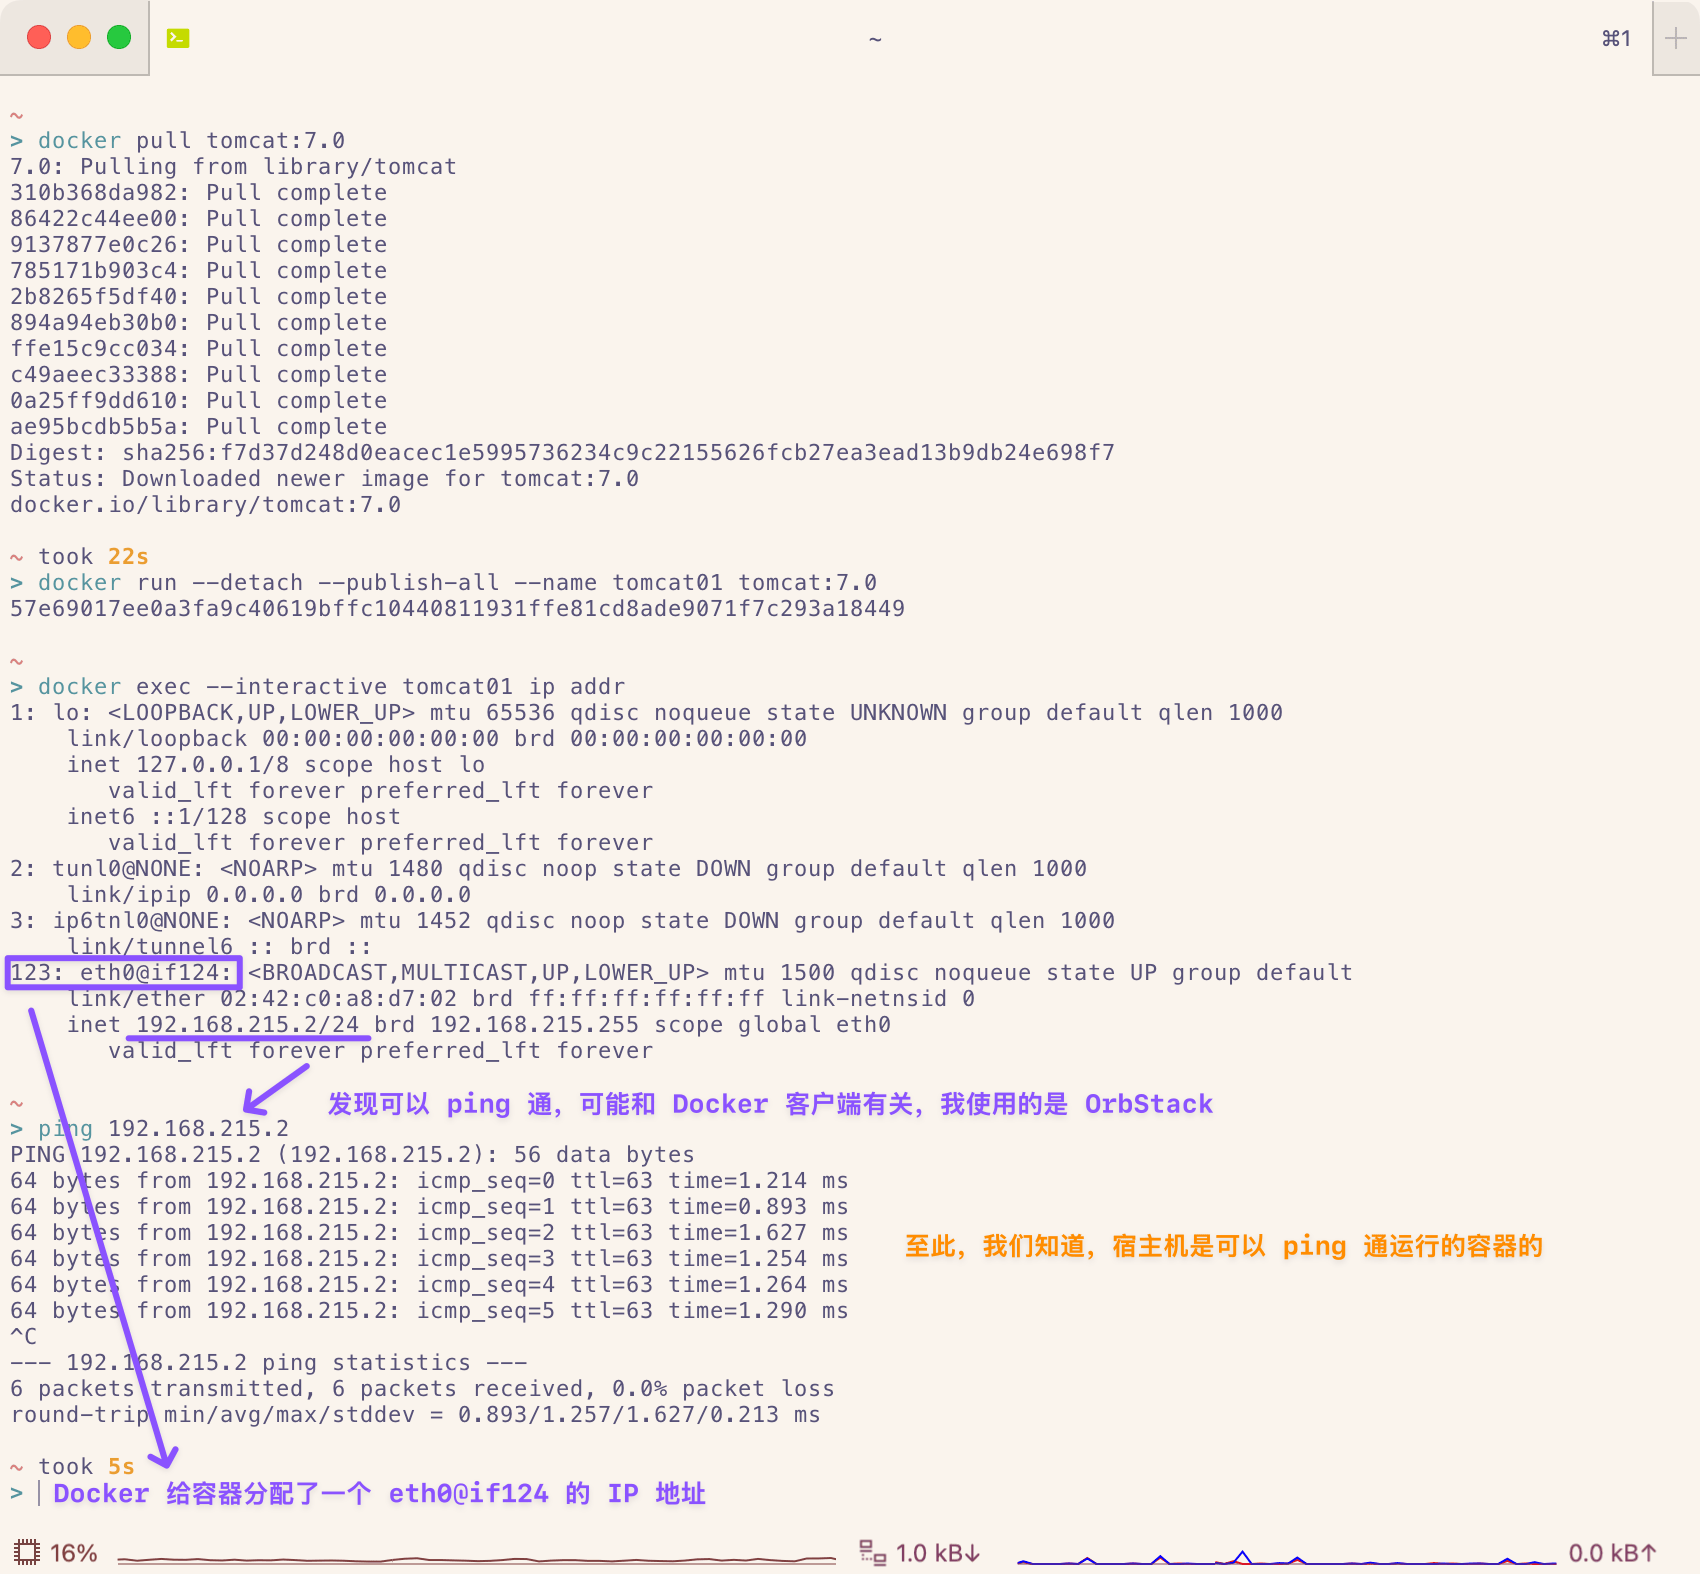 ~
⌘1
~
> docker pull tomcat:7.0
7.0: Pulling from library/tomcat
310b368da982: Pull complete
86422c44ee00: Pull complete
9137877e0c26: Pull complete
785171b903c4: Pull complete
2b8265f5df40: Pull complete
894a94eb30b0: Pull complete
ffe15c9cc034: Pull complete
c49aeec33388: Pull complete
0a25ff9dd610: Pull complete
ae95bcdb5b5a: Pull complete
Digest: sha256:f7d37d248d0eacec1e5995736234c9c22155626fcb27ea3ead13b9db24e698f7
Status: Downloaded newer image for tomcat:7.0
docker.io/library/tomcat:7.0
~ took 22s
> docker run --detach --publish-all --name tomcat01 tomcat:7.0
57e69017ee0a3fa9c40619bffc10440811931ffe81cd8ade9071f7c293a18449
~
> docker exec --interactive tomcat01 ip addr
1: lo: <LOOPBACK,UP,LOWER_UP> mtu 65536 qdisc noqueue state UNKNOWN group default qlen 1000
link/loopback 00:00:00:00:00:00 brd 00:00:00:00:00:00
inet 127.0.0.1/8 scope host lo
valid_lft forever preferred_lft forever
inet6 ::1/128 scope host
valid_lft forever preferred_lft forever
2: tunl0@NONE: <NOARP> mtu 1480 qdisc noop state DOWN group default qlen 1000
link/ipip 0.0.0.0 brd 0.0.0.0
3: ip6tnl0@NONE: <NOARP> mtu 1452 qdisc noop state DOWN group default qlen 1000
link/tunnel6 :: brd ::
123: eth0@if124: <BROADCAST,MULTICAST,UP,LOWER_UP> mtu 1500 qdisc noqueue state UP group default
link/ether 02:42:c0:a8:d7:02 brd ff:ff:ff:ff:ff:ff link-netnsid 0
inet 192.168.215.2/24 brd 192.168.215.255 scope global eth0
valid_lft forever preferred_lft forever
~
发现可以 ping 通，可能和 Docker 客户端有关，我使用的是 OrbStack
> ping 192.168.215.2
PING 192.168.215.2 (192.168.215.2): 56 data bytes
64 bytes from 192.168.215.2: icmp_seq=0 ttl=63 time=1.214 ms
64 bytes from 192.168.215.2: icmp_seq=1 ttl=63 time=0.893 ms
64 bytes from 192.168.215.2: icmp_seq=2 ttl=63 time=1.627 ms
至此，我们知道，宿主机是可以 ping 通运行的容器的
64 bytes from 192.168.215.2: icmp_seq=3 ttl=63 time=1.254 ms
64 bytes from 192.168.215.2: icmp_seq=4 ttl=63 time=1.264 ms
64 bytes from 192.168.215.2: icmp_seq=5 ttl=63 time=1.290 ms
^C
--- 192.168.215.2 ping statistics ---
6 packets transmitted, 6 packets received, 0.0% packet loss
round-trip min/avg/max/stddev = 0.893/1.257/1.627/0.213 ms
~ took 5s
> Docker 给容器分配了一个 eth0@if124 的 IP 地址
16% 1.0 kB↓ 0.0 kB↑